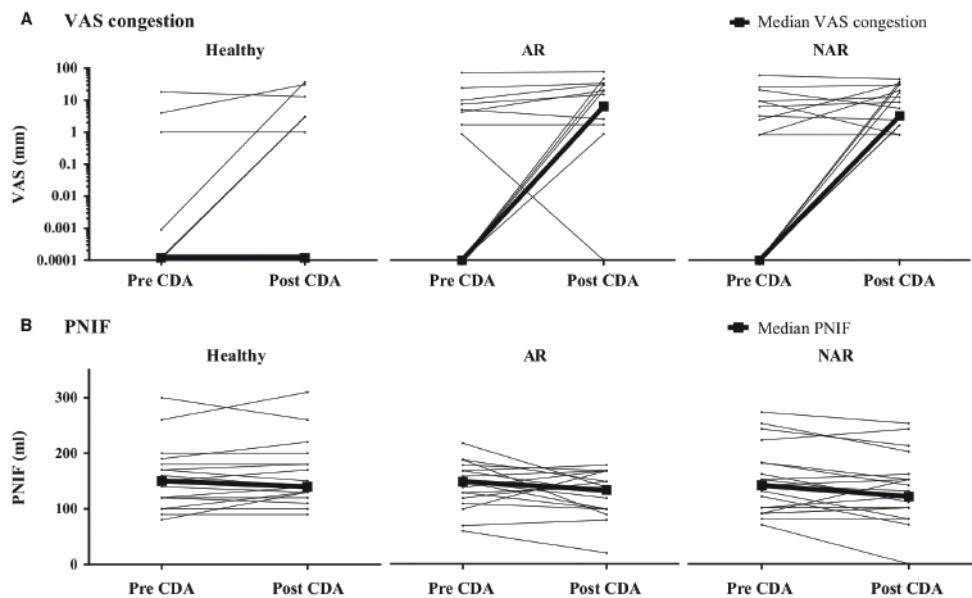 A VAS congestion
Median VAS congestion
Healthy AR NAR
100
10
1
0.1
0.01
0.001
0.0001
VAS (mm)
Pre CDA Post CDA Pre CDA Post CDA Pre CDA Post CDA
B PNIF
Median PNIF
Healthy AR NAR
300
200
100
0
PNIF (ml)
Pre CDA Post CDA Pre CDA Post CDA Pre CDA Post CDA